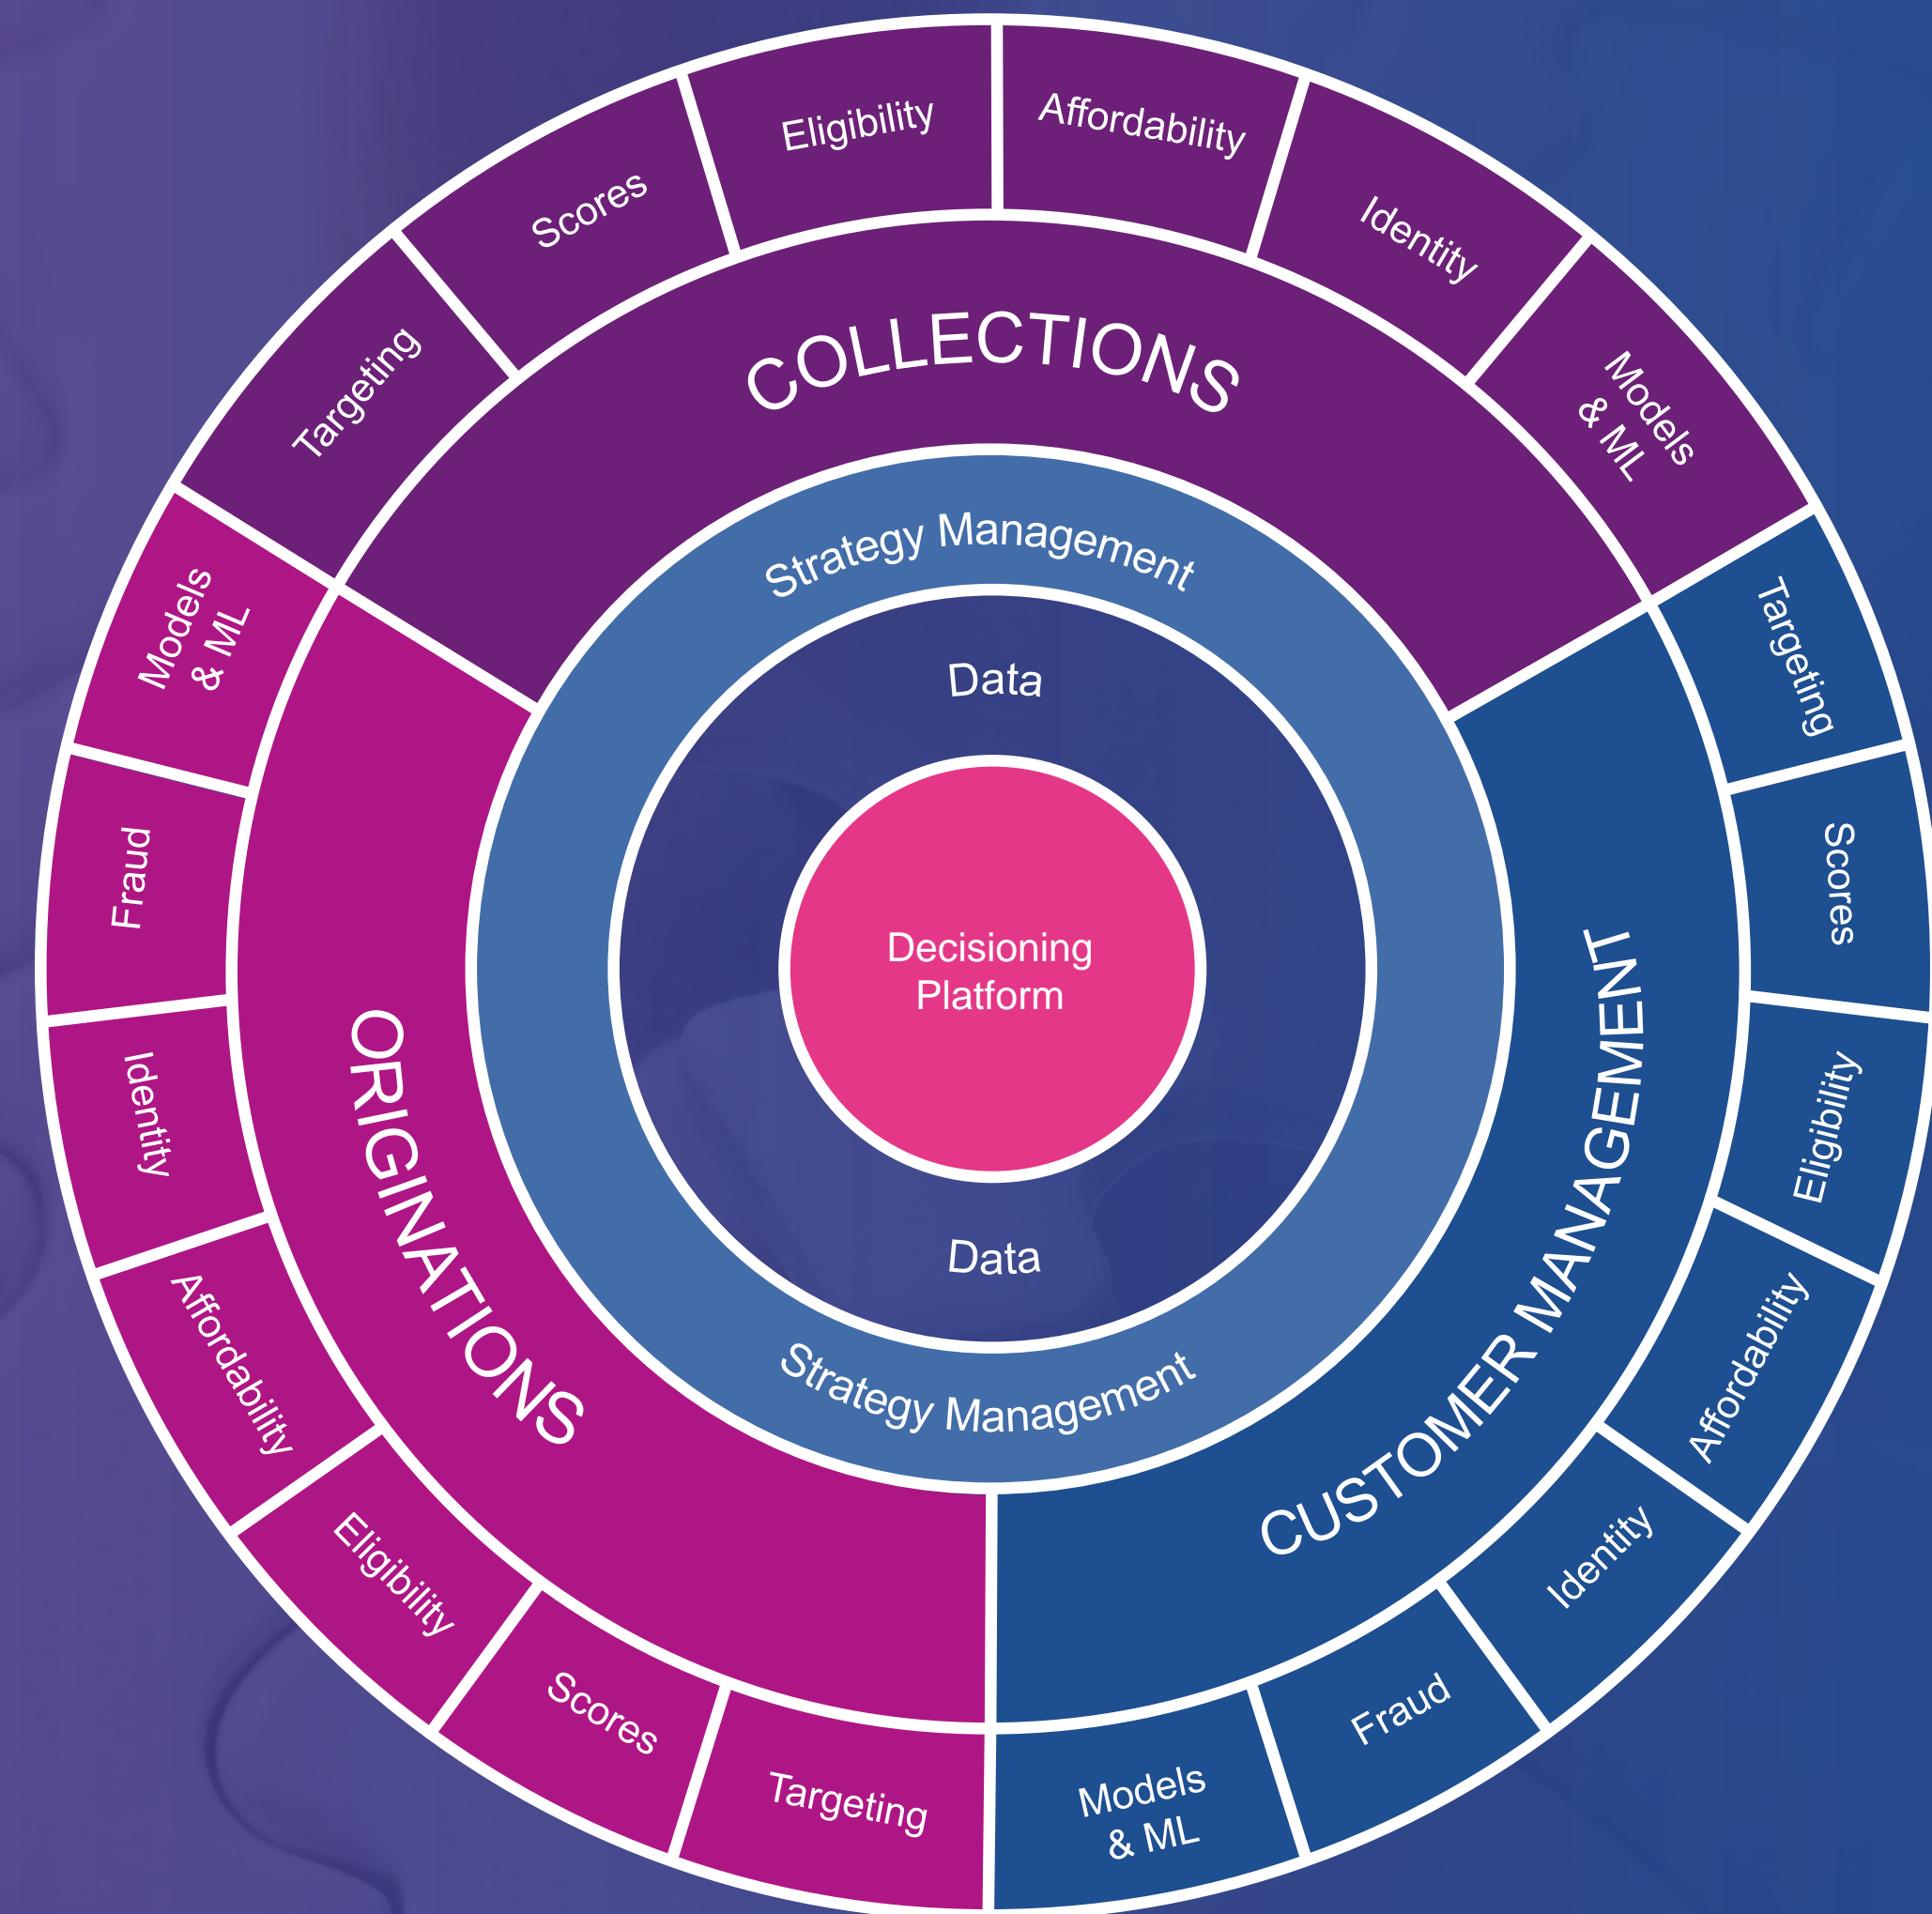 COLLECTIONS
Targeting
Scores
Eligibility
Affordability
Identity
Models
& ML
CUSTOMER MANAGEMENT
Targeting
Scores
Eligibility
Affordability
Identity
Fraud
Models
& ML
ORIGINATIONS
Targeting
Scores
Eligibility
Affordability
Identity
Fraud
Models
& ML
Strategy Management
Data
Decisioning
Platform
Data
Strategy Management